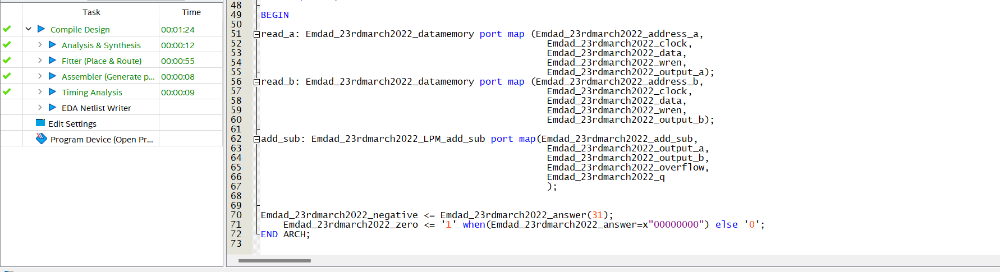 Task Time
Compile Design 00:01:24
Analysis & Synthesis 00:00:12
Fitter (Place & Route) 00:00:55
Assembler (Generate p... 00:00:08
Timing Analysis 00:00:09
EDA Netlist Writer
Edit Settings
Program Device (Open Pr...
48
49 BEGIN
50
51 read_a: Emdad_23rdmarch2022_datamemory port map (Emdad_23rdmarch2022_address_a,
52 Emdad_23rdmarch2022_clock,
53 Emdad_23rdmarch2022_data,
54 Emdad_23rdmarch2022_wren,
55 Emdad_23rdmarch2022_output_a);
56 read_b: Emdad_23rdmarch2022_datamemory port map (Emdad_23rdmarch2022_address_b,
57 Emdad_23rdmarch2022_clock,
58 Emdad_23rdmarch2022_data,
59 Emdad_23rdmarch2022_wren,
60 Emdad_23rdmarch2022_output_b);
61
62 add_sub: Emdad_23rdmarch2022_LPM_add_sub port map(Emdad_23rdmarch2022_add_sub,
63 Emdad_23rdmarch2022_output_a,
64 Emdad_23rdmarch2022_output_b,
65 Emdad_23rdmarch2022_overflow,
66 Emdad_23rdmarch2022_q
67 );
68
69
70 Emdad_23rdmarch2022_negative <= Emdad_23rdmarch2022_answer(31);
71 Emdad_23rdmarch2022_zero <= '1' when(Emdad_23rdmarch2022_answer=x"00000000") else '0';
72 END ARCH;
73